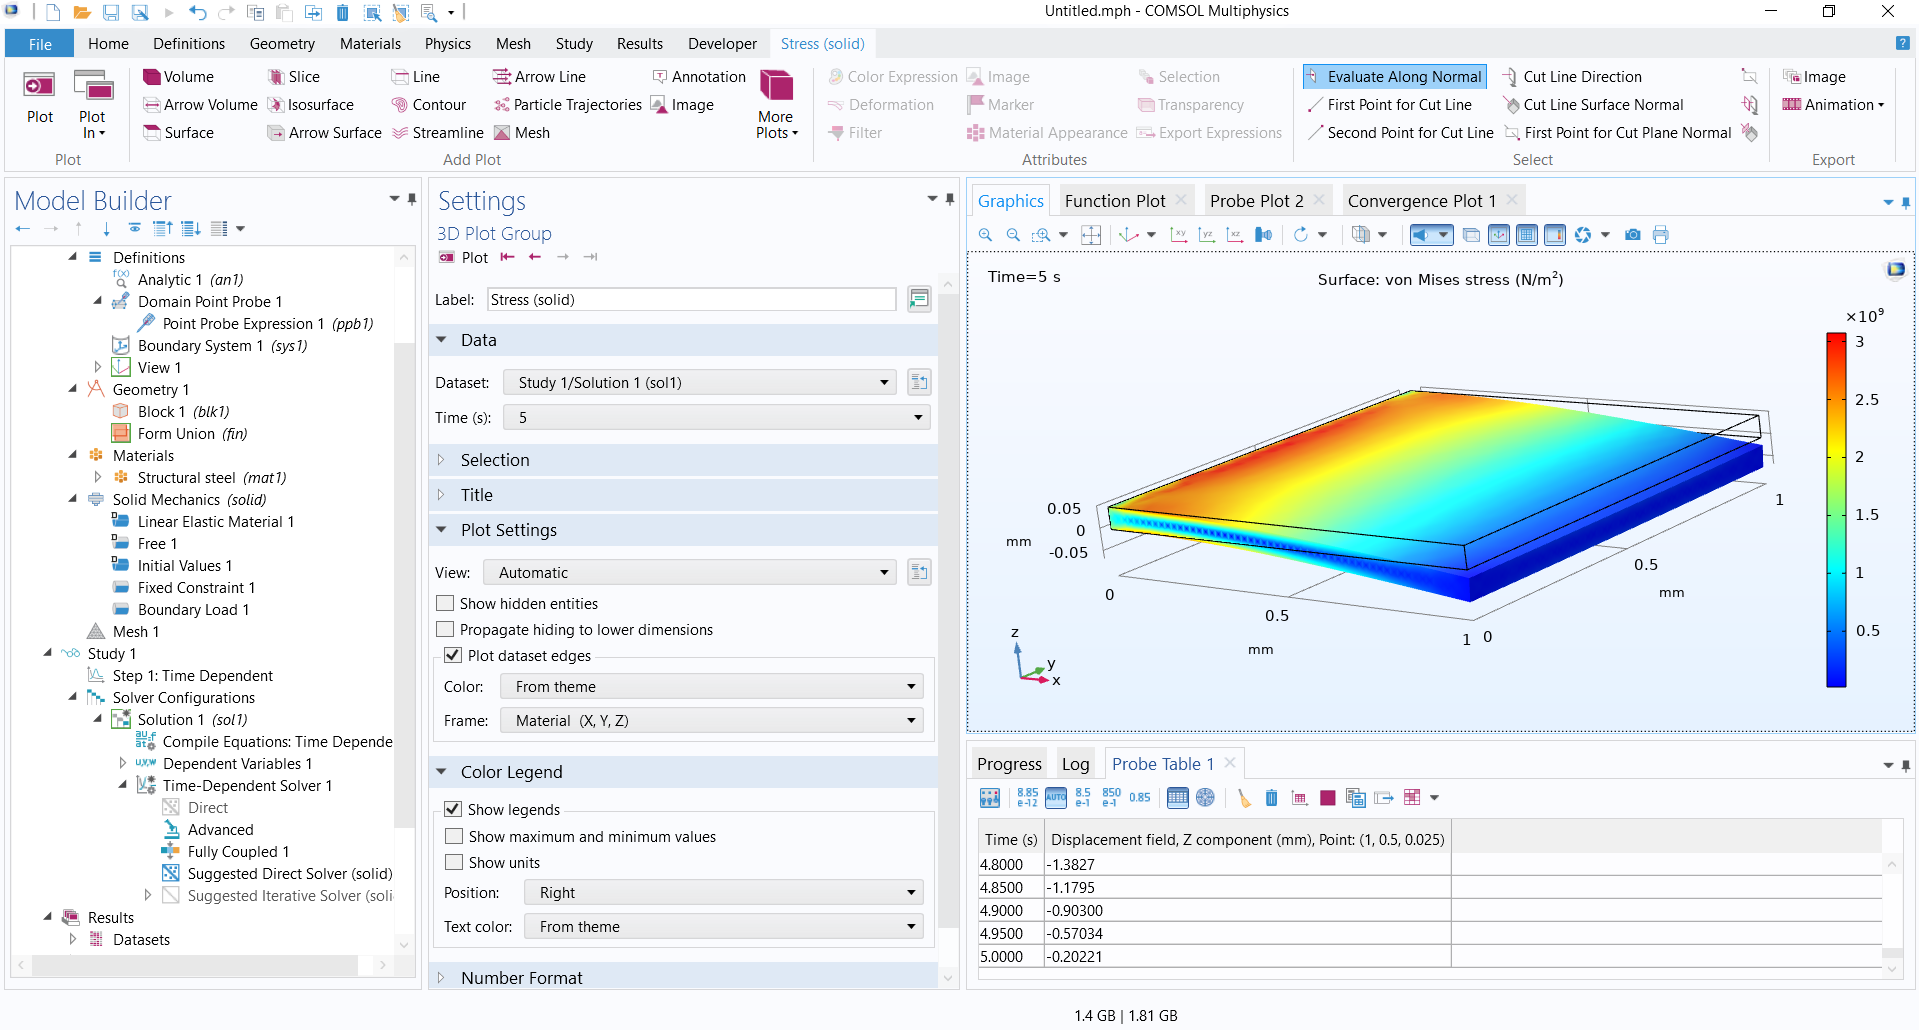 Untitled.mph - COMSOL Multiphysics
File
Home
Definitions
Geometry
Materials
Physics
Mesh
Study
Results
Developer
Stress (solid)
Plot
Plot In
Plot
Volume
Arrow Volume
Surface
Slice
Isosurface
Arrow Surface
Line
Contour
Streamline
Arrow Line
Particle Trajectories
Mesh
Annotation
Image
More Plots
Add Plot
Color Expression
Deformation
Filter
Image
Marker
Material Appearance
Selection
Transparency
Export Expressions
Attributes
Evaluate Along Normal
First Point for Cut Line
Second Point for Cut Line
Cut Line Direction
Cut Line Surface Normal
First Point for Cut Plane Normal
Select
Image
Animation
Export
Model Builder
Definitions
Analytic 1 (an1)
Domain Point Probe 1
Point Probe Expression 1 (ppb1)
Boundary System 1 (sys1)
View 1
Geometry 1
Block 1 (blk1)
Form Union (fin)
Materials
Structural steel (mat1)
Solid Mechanics (solid)
Linear Elastic Material 1
Free 1
Initial Values 1
Fixed Constraint 1
Boundary Load 1
Mesh 1
Study 1
Step 1: Time Dependent
Solver Configurations
Solution 1 (sol1)
Compile Equations: Time Depende
Dependent Variables 1
Time-Dependent Solver 1
Direct
Advanced
Fully Coupled 1
Suggested Direct Solver (solid)
Suggested Iterative Solver (soli
Results
Datasets
Settings
3D Plot Group
Plot
Label: Stress (solid)
Data
Dataset: Study 1/Solution 1 (sol1)
Time (s): 5
Selection
Title
Plot Settings
View: Automatic
Show hidden entities
Propagate hiding to lower dimensions
Plot dataset edges
Color: From theme
Frame: Material (X, Y, Z)
Color Legend
Show legends
Show maximum and minimum values
Show units
Position: Right
Text color: From theme
Number Format
Graphics
Function Plot
Probe Plot 2
Convergence Plot 1
xy
yz
xz
Time=5 s
Surface: von Mises stress (N/m²)
×10⁹
3
2.5
2
1.5
1
0.5
0.05
0
-0.05
mm
0
0.5
mm
1
0
0.5
mm
1
z
y
x
Progress
Log
Probe Table 1
8.85 e-12
AUTO
8.5 e-1
850 e-1
0.85
Time (s) Displacement field, Z component (mm), Point: (1, 0.5, 0.025)
4.8000 -1.3827
4.8500 -1.1795
4.9000 -0.90300
4.9500 -0.57034
5.0000 -0.20221
1.4 GB | 1.81 GB